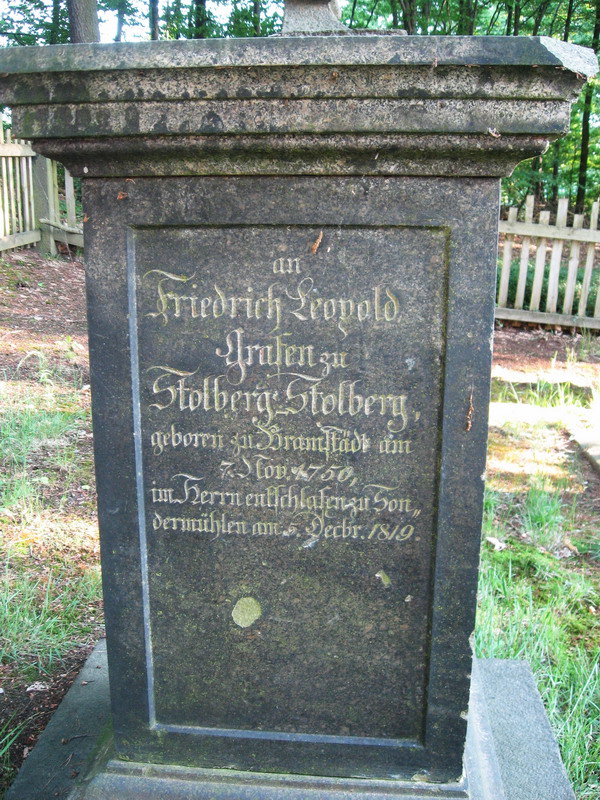 an
Friedrich Leopold
Grafen zu
Stolberg-Stolberg,
geboren zu Bramstädt am
7. Nov. 1750,
im Herrn entschlafen zu Son„
dermühlen am 5. Decbr. 1819.